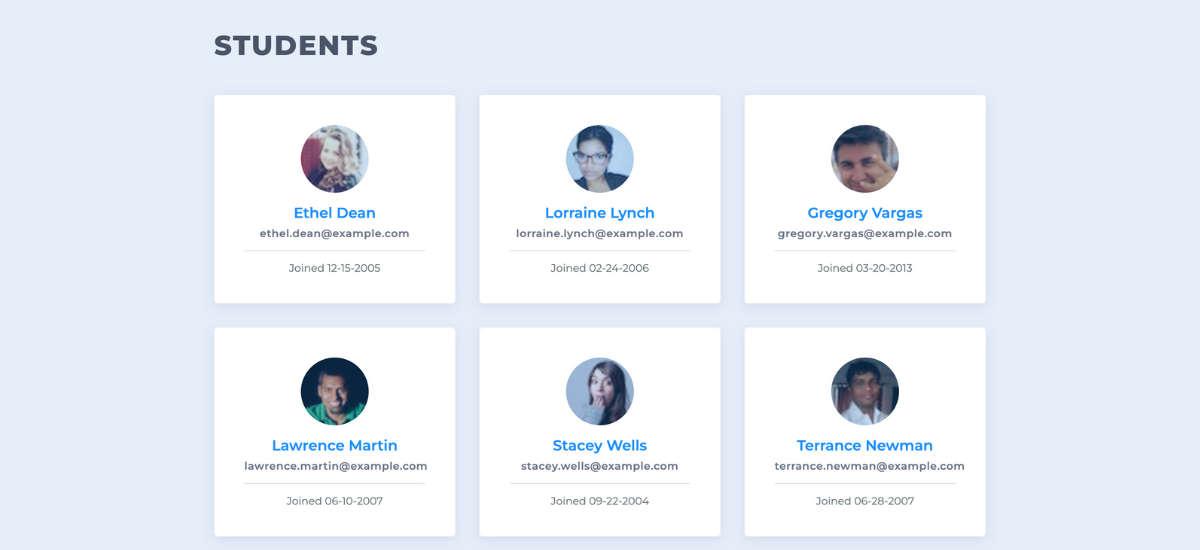 STUDENTS
Ethel Dean
ethel.dean@example.com
Joined 12-15-2005
Lorraine Lynch
lorraine.lynch@example.com
Joined 02-24-2006
Gregory Vargas
gregory.vargas@example.com
Joined 03-20-2013
Lawrence Martin
lawrence.martin@example.com
Joined 06-10-2007
Stacey Wells
stacey.wells@example.com
Joined 09-22-2004
Terrance Newman
terrance.newman@example.com
Joined 06-28-2007